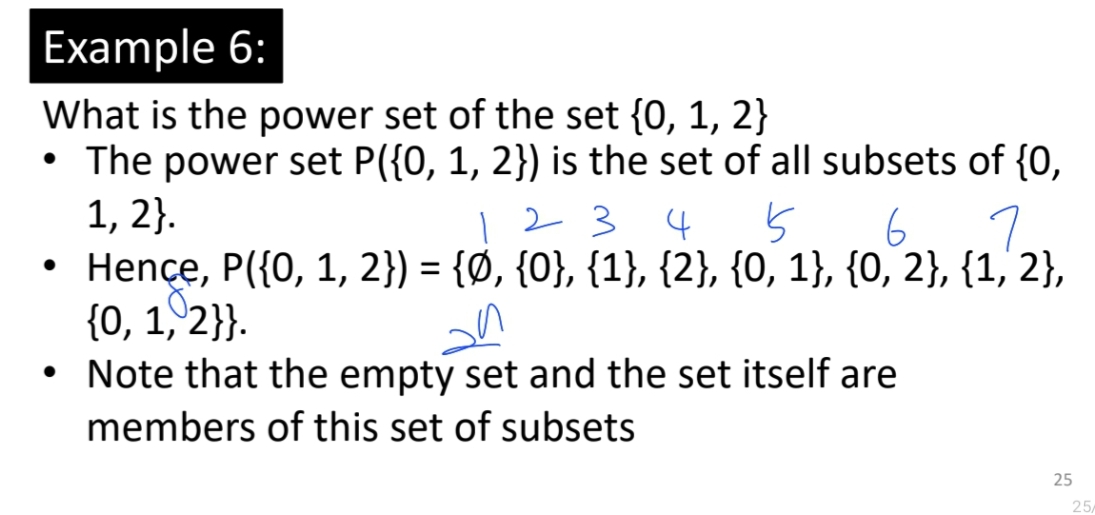 Example 6:
What is the power set of the set {0, 1, 2}
• The power set P({0, 1, 2}) is the set of all subsets of {0,
1, 2}.
1 2 3 4 5 6 7
• Hence, P({0, 1, 2}) = {Ø, {0}, {1}, {2}, {0, 1}, {0, 2}, {1, 2},
8
{0, 1, 2}}.
2ⁿ
• Note that the empty set and the set itself are
members of this set of subsets
25
25/